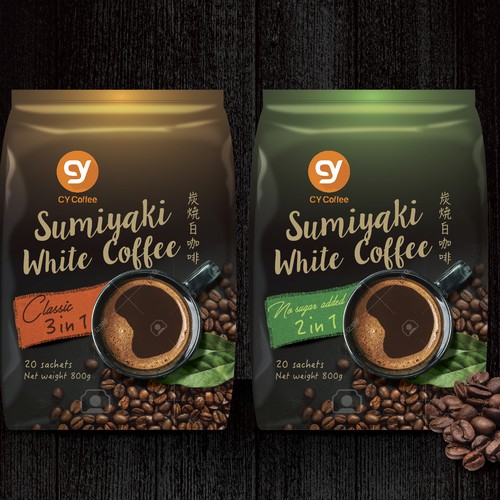 CY
CY Coffee
Sumiyaki
White Coffee
炭燒白咖啡
Classic
3 in 1
20 sachets
Net weight 800g
CY
CY Coffee
Sumiyaki
White Coffee
炭燒白咖啡
No sugar added
2 in 1
20 sachets
Net weight 800g